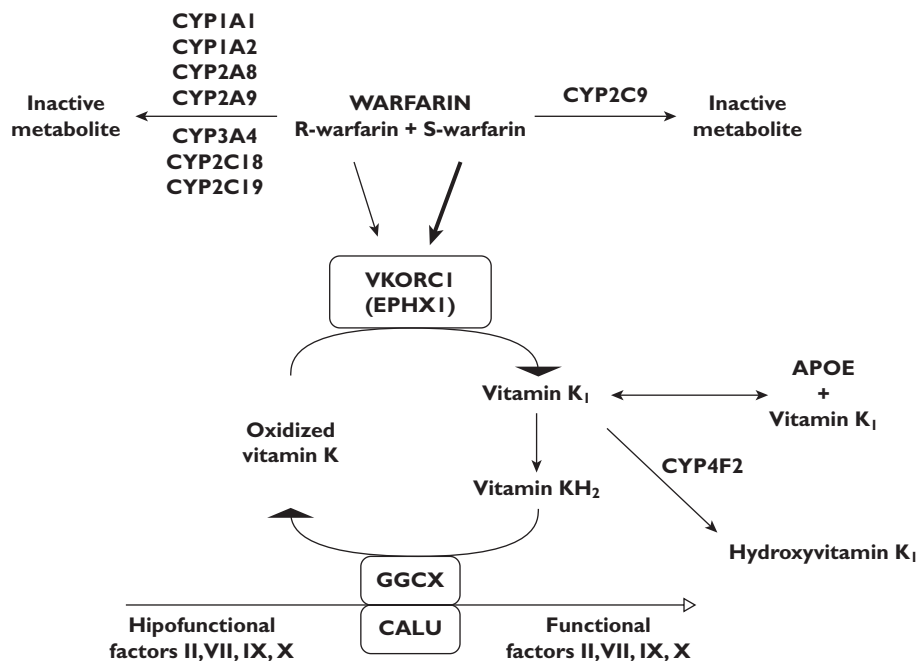 CYP1A1
CYP1A2
CYP2A8
CYP2A9
Inactive
metabolite
CYP3A4
CYP2C18
CYP2C19
WARFARIN
R-warfarin + S-warfarin
CYP2C9
Inactive
metabolite
VKORC1
(EPHX1)
Vitamin K1
APOE
+
Vitamin K1
Oxidized
vitamin K
CYP4F2
Vitamin KH2
Hydroxyvitamin K1
GGCX
CALU
Hipofunctional
factors II, VII, IX, X
Functional
factors II, VII, IX, X